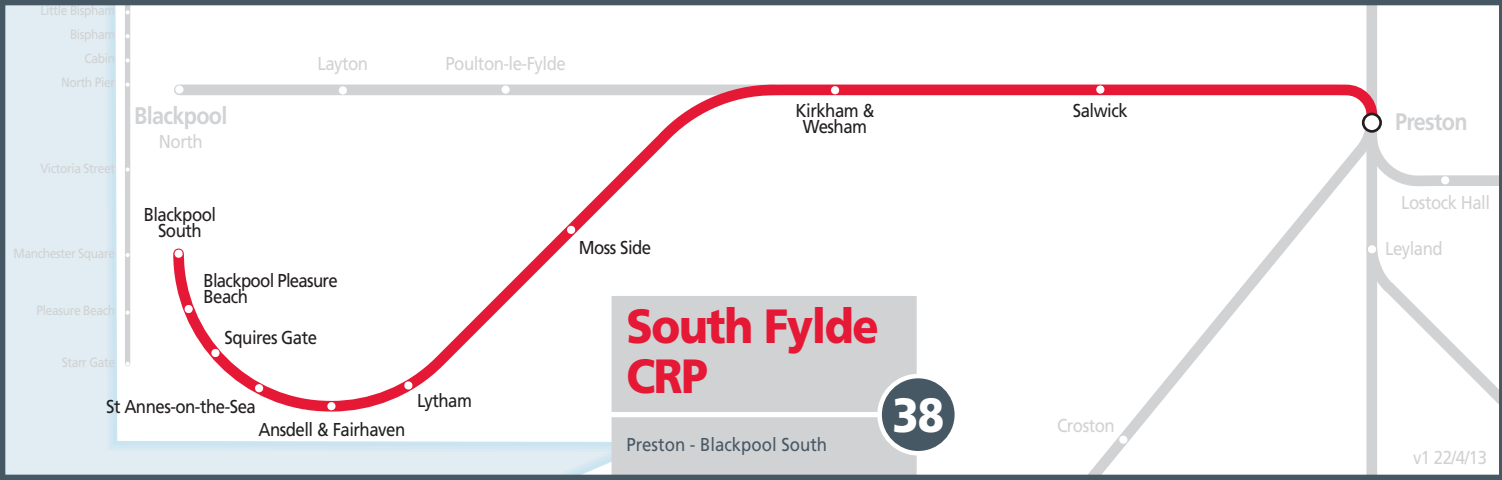 Little Bispham
Bispham
Cabin
North Pier
Layton
Poulton-le-Fylde
Blackpool
North
Kirkham &
Wesham
Salwick
Preston
Victoria Street
Lostock Hall
Blackpool
South
Manchester Square
Moss Side
Leyland
Blackpool Pleasure
Beach
Pleasure Beach
Squires Gate
Starr Gate
St Annes-on-the-Sea
Ansdell & Fairhaven
Lytham
South Fylde
CRP
38
Preston - Blackpool South
Croston
v1 22/4/13